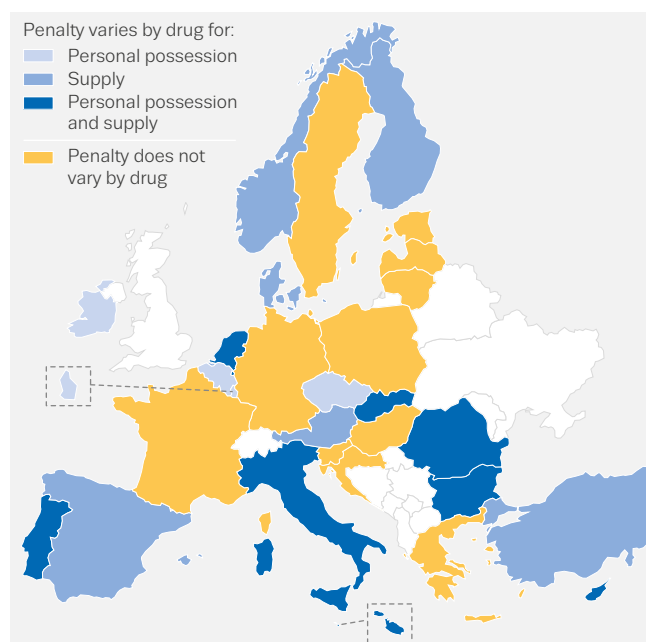 Penalty varies by drug for:
Personal possession
Supply
Personal possession
and supply
Penalty does not
vary by drug